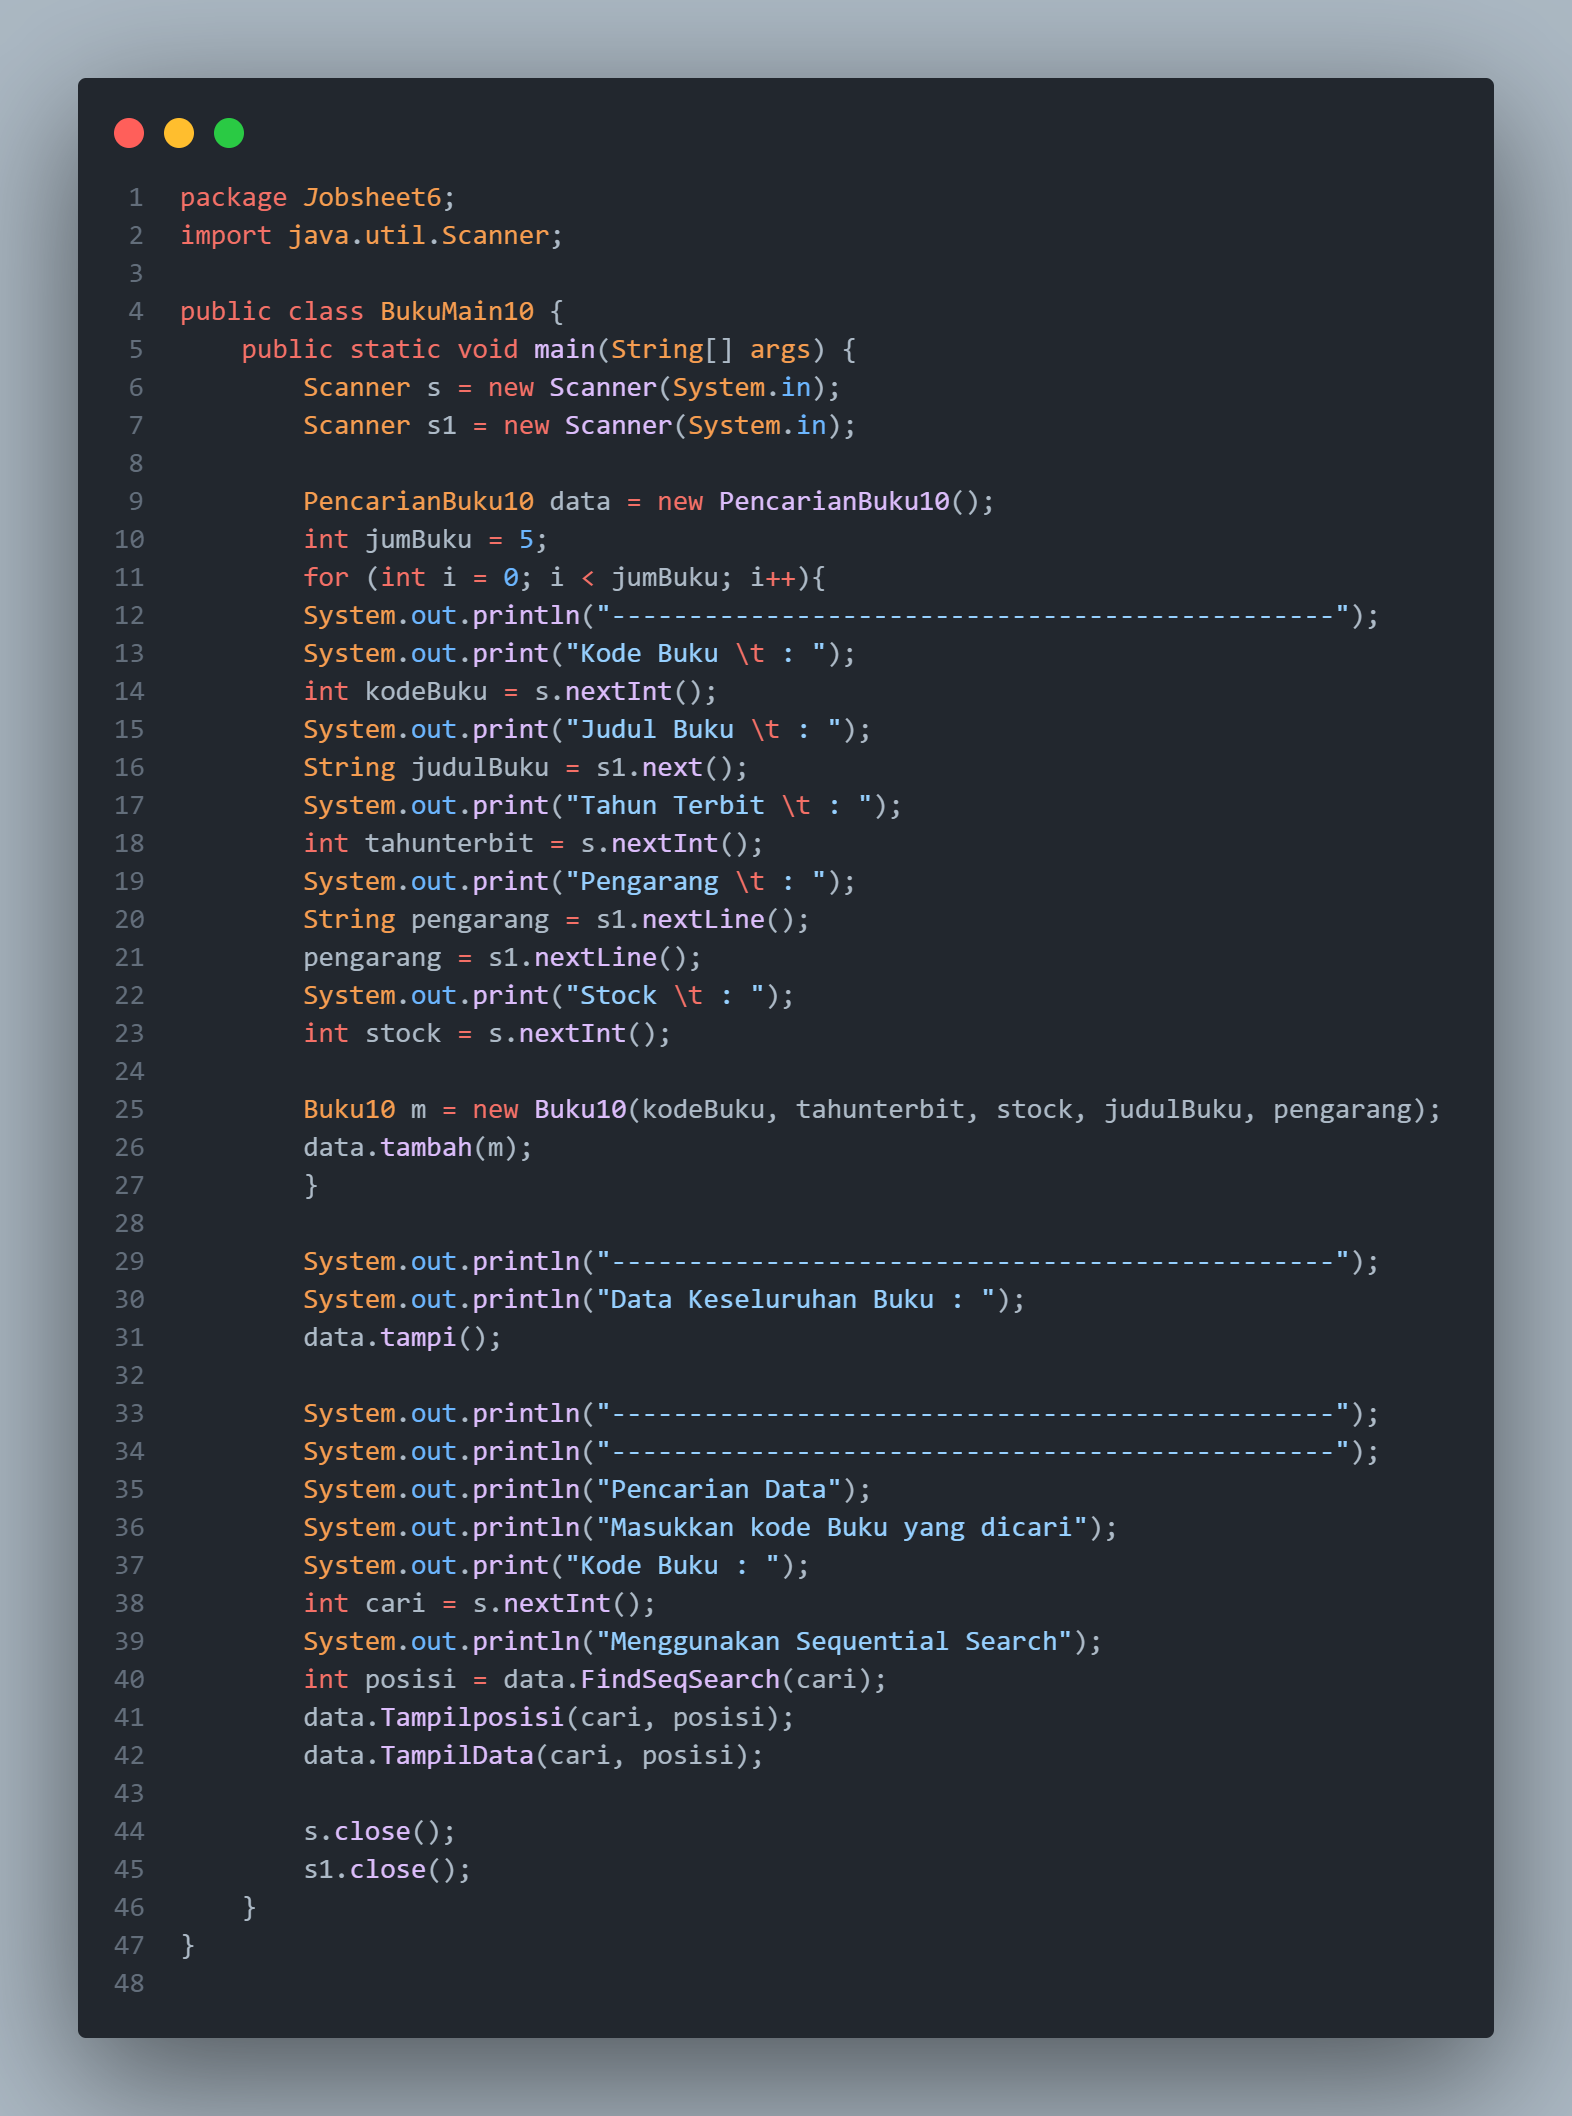 1 package Jobsheet6;
2 import java.util.Scanner;
3
4 public class BukuMain10 {
5     public static void main(String[] args) {
6         Scanner s = new Scanner(System.in);
7         Scanner s1 = new Scanner(System.in);
8
9         PencarianBuku10 data = new PencarianBuku10();
10         int jumBuku = 5;
11         for (int i = 0; i < jumBuku; i++){
12         System.out.println("-----------------------------------------------");
13         System.out.print("Kode Buku \t : ");
14         int kodeBuku = s.nextInt();
15         System.out.print("Judul Buku \t : ");
16         String judulBuku = s1.next();
17         System.out.print("Tahun Terbit \t : ");
18         int tahunterbit = s.nextInt();
19         System.out.print("Pengarang \t : ");
20         String pengarang = s1.nextLine();
21         pengarang = s1.nextLine();
22         System.out.print("Stock \t : ");
23         int stock = s.nextInt();
24
25         Buku10 m = new Buku10(kodeBuku, tahunterbit, stock, judulBuku, pengarang);
26         data.tambah(m);
27         }
28
29         System.out.println("-----------------------------------------------");
30         System.out.println("Data Keseluruhan Buku : ");
31         data.tampi();
32
33         System.out.println("-----------------------------------------------");
34         System.out.println("-----------------------------------------------");
35         System.out.println("Pencarian Data");
36         System.out.println("Masukkan kode Buku yang dicari");
37         System.out.print("Kode Buku : ");
38         int cari = s.nextInt();
39         System.out.println("Menggunakan Sequential Search");
40         int posisi = data.FindSeqSearch(cari);
41         data.Tampilposisi(cari, posisi);
42         data.TampilData(cari, posisi);
43
44         s.close();
45         s1.close();
46     }
47 }
48